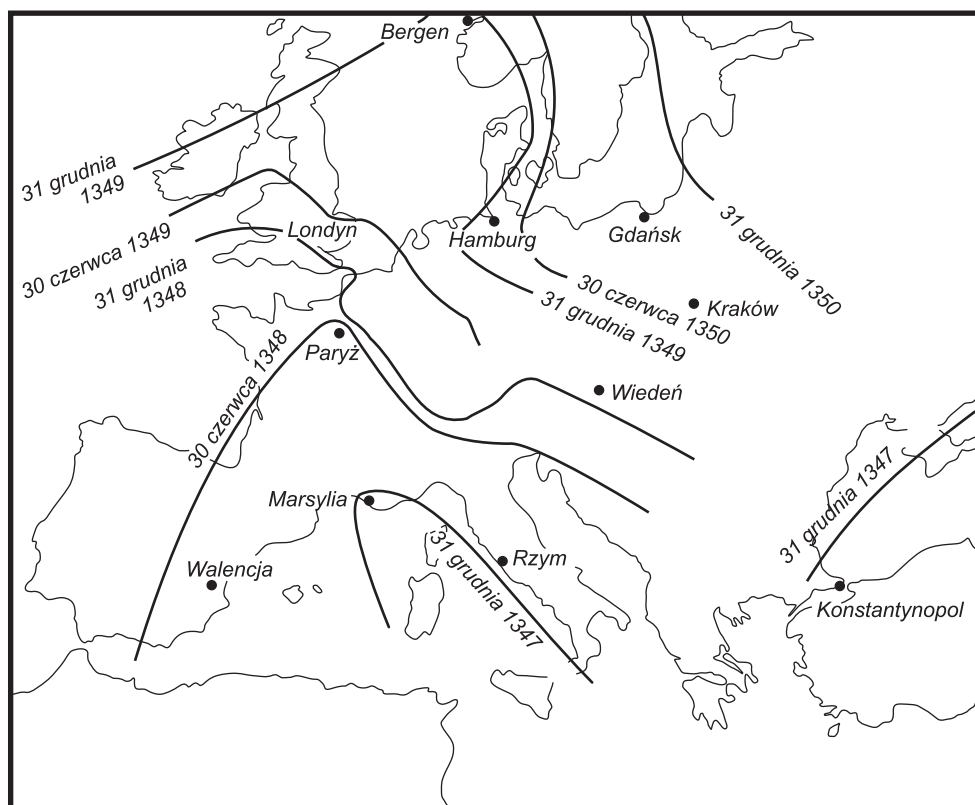 Bergen
31 grudnia
1349
30 czerwca 1349
31 grudnia
1348
Londyn
Hamburg
Gdańsk
31 grudnia 1350
30 czerwca 1350
31 grudnia 1349
Kraków
Paryż
30 czerwca 1348
Wiedeń
Marsylia
31 grudnia 1347
Rzym
Walencja
31 grudnia 1347
Konstantynopol